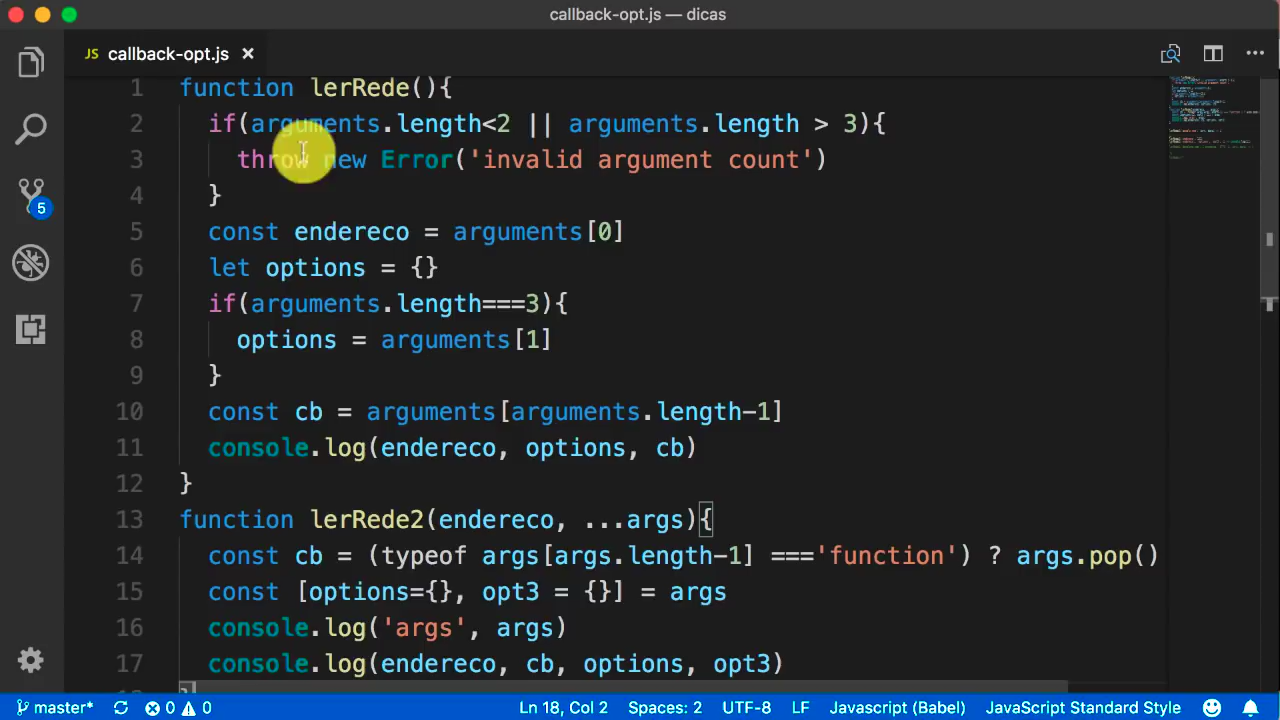 callback-opt.js — dicas
JS callback-opt.js ×
1 function lerRede(){
2 if(arguments.length<2 || arguments.length > 3){
3 throw new Error('invalid argument count')
4 }
5 const endereco = arguments[0]
6 let options = {}
7 if(arguments.length===3){
8 options = arguments[1]
9 }
10 const cb = arguments[arguments.length-1]
11 console.log(endereco, options, cb)
12 }
13 function lerRede2(endereco, ...args){
14 const cb = (typeof args[args.length-1] ==='function') ? args.pop()
15 const [options={}, opt3 = {}] = args
16 console.log('args', args)
17 console.log(endereco, cb, options, opt3)
5
master* 0 0 Ln 18, Col 2 Spaces: 2 UTF-8 LF Javascript (Babel) JavaScript Standard Style